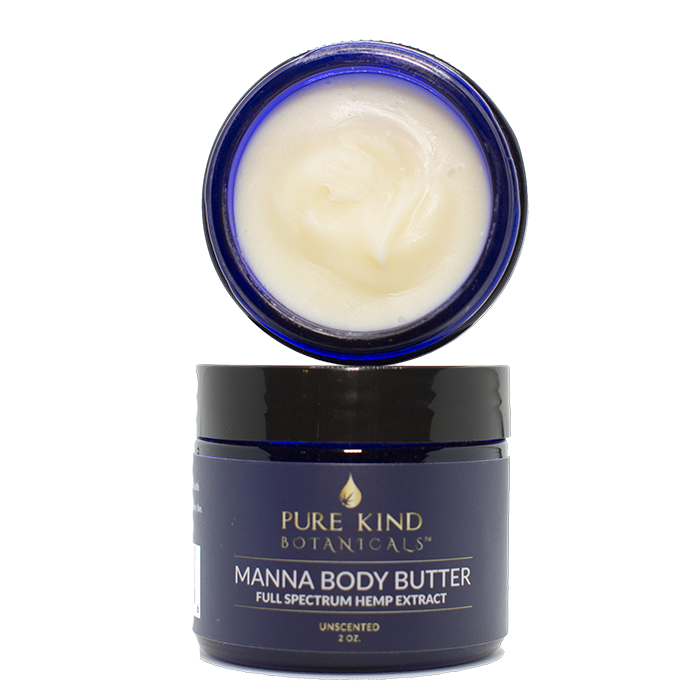 PURE KIND
BOTANICALS™
MANNA BODY BUTTER
FULL SPECTRUM HEMP EXTRACT
UNSCENTED
2 OZ.